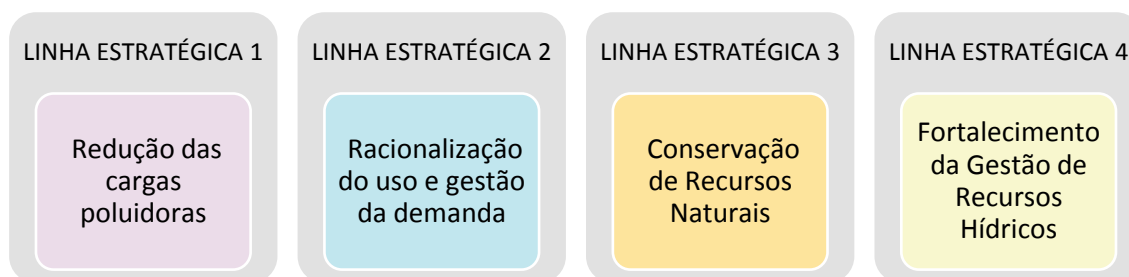 LINHA ESTRATÉGICA 1
Redução das
cargas
poluidoras
LINHA ESTRATÉGICA 2
Racionalização
do uso e gestão
da demanda
LINHA ESTRATÉGICA 3
Conservação
de Recursos
Naturais
LINHA ESTRATÉGICA 4
Fortalecimento
da Gestão de
Recursos
Hídricos